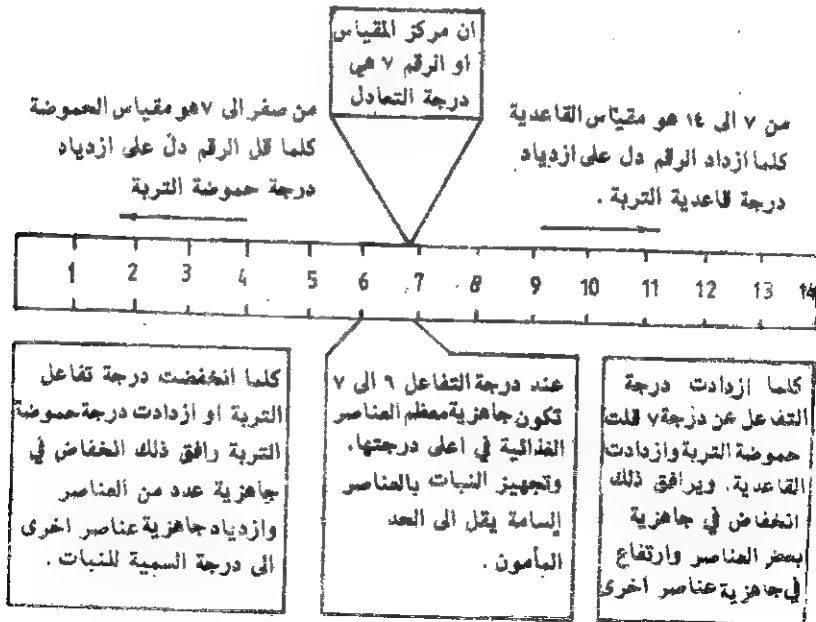 ان مركز المقياس
او الرقم ٧ هي
درجة التعادل
من ٧ الى ١٤ هو مقياس القاعدية
كلما ازداد الرقم دل على ازدياد
درجة قاعدية التربة .
من صفر الى ٧ هو مقياس الحموضة
كلما قل الرقم دلّ على ازدياد
درجة حموضة التربة
1 2 3 4 5 6 7 8 9 10 11 12 13 14
كلما ازدادت درجة
التفاعل عن درجة ٧ قلت
حموضة التربة وازدادت
القاعدية. ويرافق ذلك
انخفاض في جاهزية
بعض العناصر وارتفاع
في جاهزية عناصر اخرى
عند درجة التفاعل ٦ الى ٧
تكون جاهزية معظم العناصر
الغذائية في اعلى درجتها،
وتجهيز النبات بالعناصر
السامة يقل الى الحد
المأمون .
كلما انخفضت درجة تفاعل
التربة او ازدادت درجة حموضة
التربة رافق ذلك انخفاض في
جاهزية عدد من العناصر
وازدياد جاهزية عناصر اخرى
الى درجة السمية للنبات .